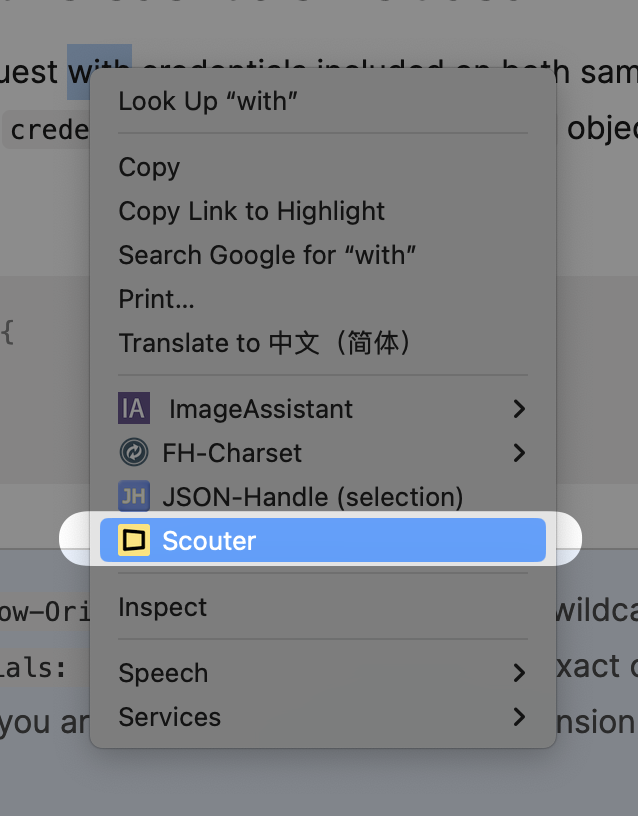 uest with credentials included on both sam
Look Up “with”
crede
objec
Copy
Copy Link to Highlight
Search Google for “with”
Print...
{
Translate to 中文（简体）
IA ImageAssistant
FH-Charset
JH JSON-Handle (selection)
Scouter
Inspect
ow-Ori
wildca
ials:
xact
Speech
you ar
nsion
Services